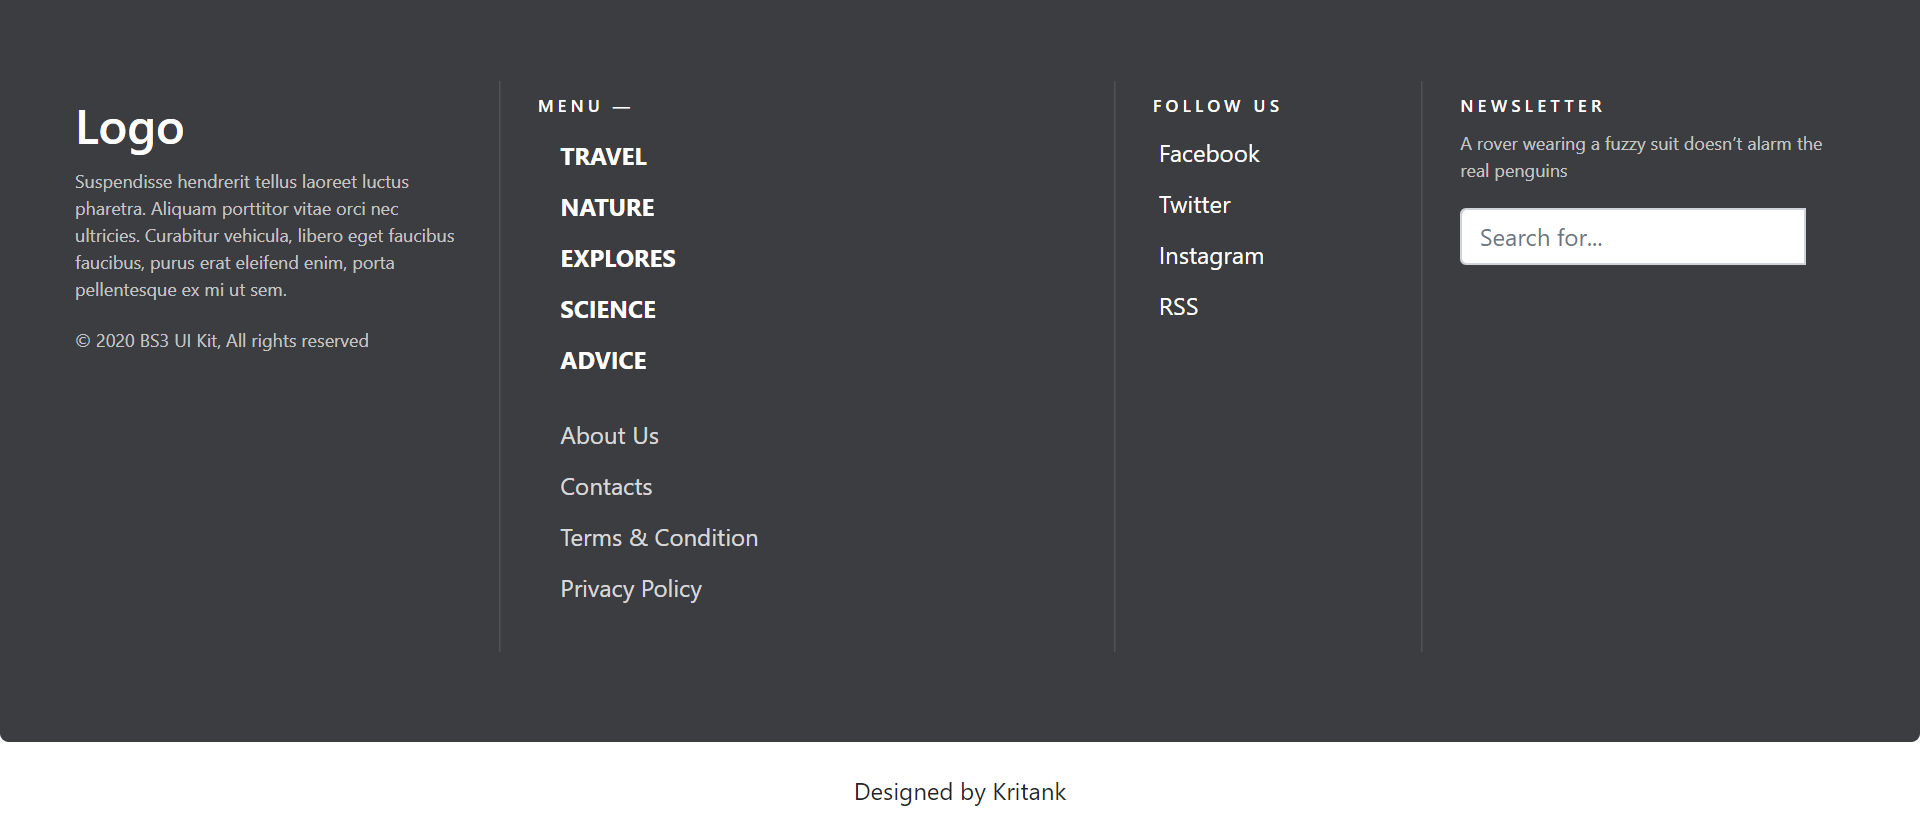 Logo
Suspendisse hendrerit tellus laoreet luctus
pharetra. Aliquam porttitor vitae orci nec
ultricies. Curabitur vehicula, libero eget faucibus
faucibus, purus erat eleifend enim, porta
pellentesque ex mi ut sem.
© 2020 BS3 UI Kit, All rights reserved
MENU —
TRAVEL
NATURE
EXPLORES
SCIENCE
ADVICE
About Us
Contacts
Terms & Condition
Privacy Policy
FOLLOW US
Facebook
Twitter
Instagram
RSS
NEWSLETTER
A rover wearing a fuzzy suit doesn’t alarm the
real penguins
Search for...
Designed by Kritank